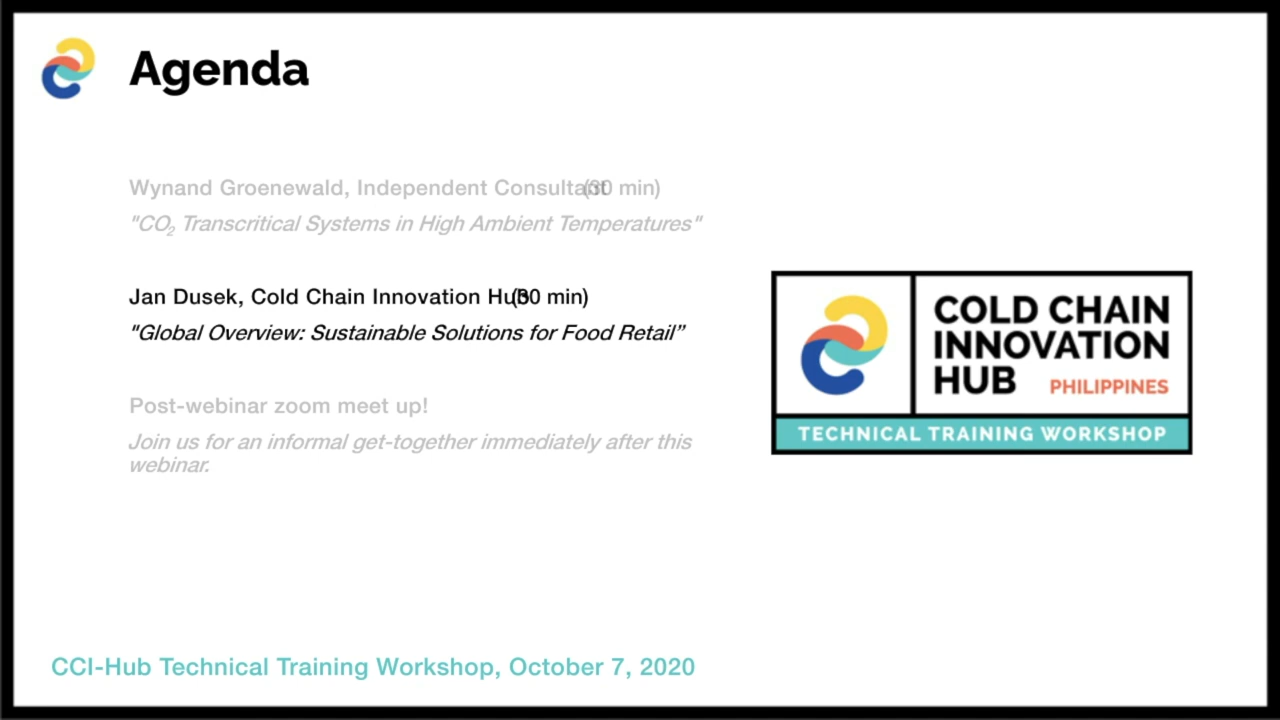 Agenda
Wynand Groenewald, Independent Consultant (30 min)
"CO₂ Transcritical Systems in High Ambient Temperatures"
Jan Dusek, Cold Chain Innovation Hub (30 min)
"Global Overview: Sustainable Solutions for Food Retail”
Post-webinar zoom meet up!
Join us for an informal get-together immediately after this
webinar.
COLD CHAIN
INNOVATION
HUB PHILIPPINES
TECHNICAL TRAINING WORKSHOP
CCI-Hub Technical Training Workshop, October 7, 2020